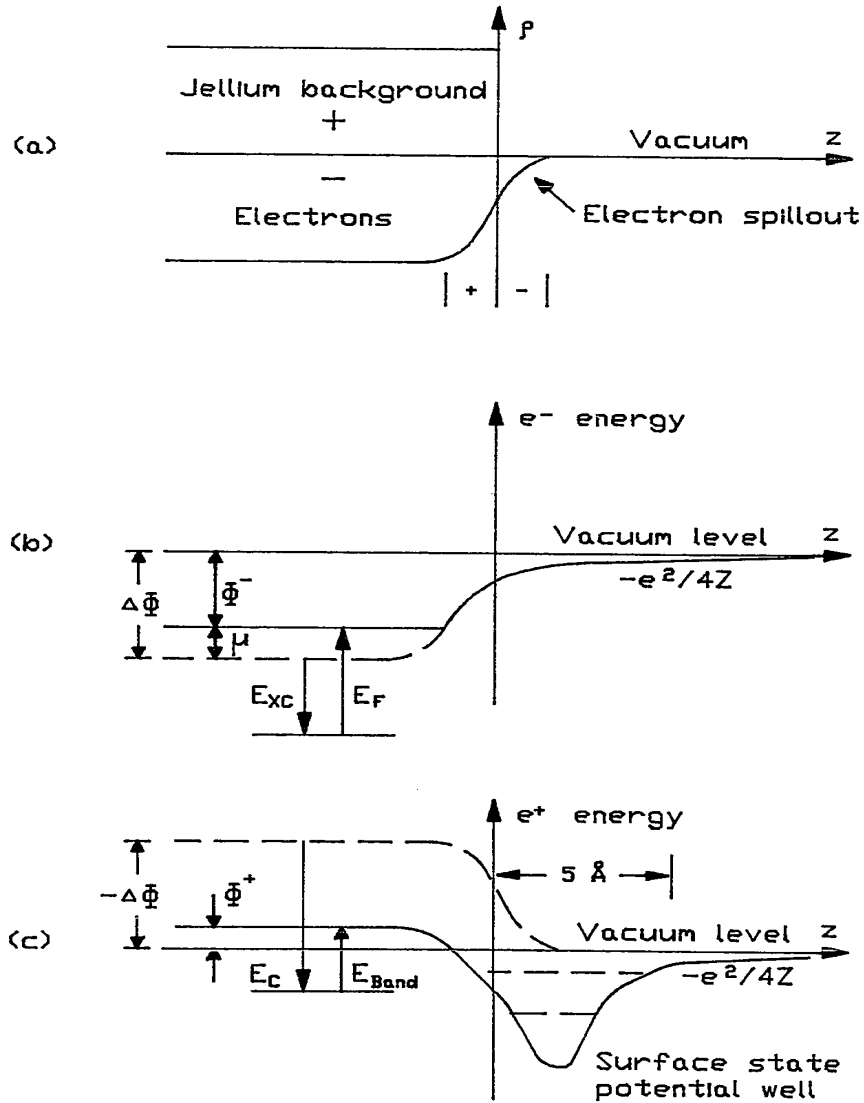 ρ
Jellium background
+
(a)
Vacuum
Z
−
Electrons
Electron spillout
+
-
e⁻ energy
(b)
Vacuum level
Z
-e²/4Z
ΔΦ
Φ⁻
μ
E_XC
E_F
e⁺ energy
5 Å
-ΔΦ
Φ⁺
(c)
Vacuum level
Z
-e²/4Z
E_C
E_Band
Surface state
potential well